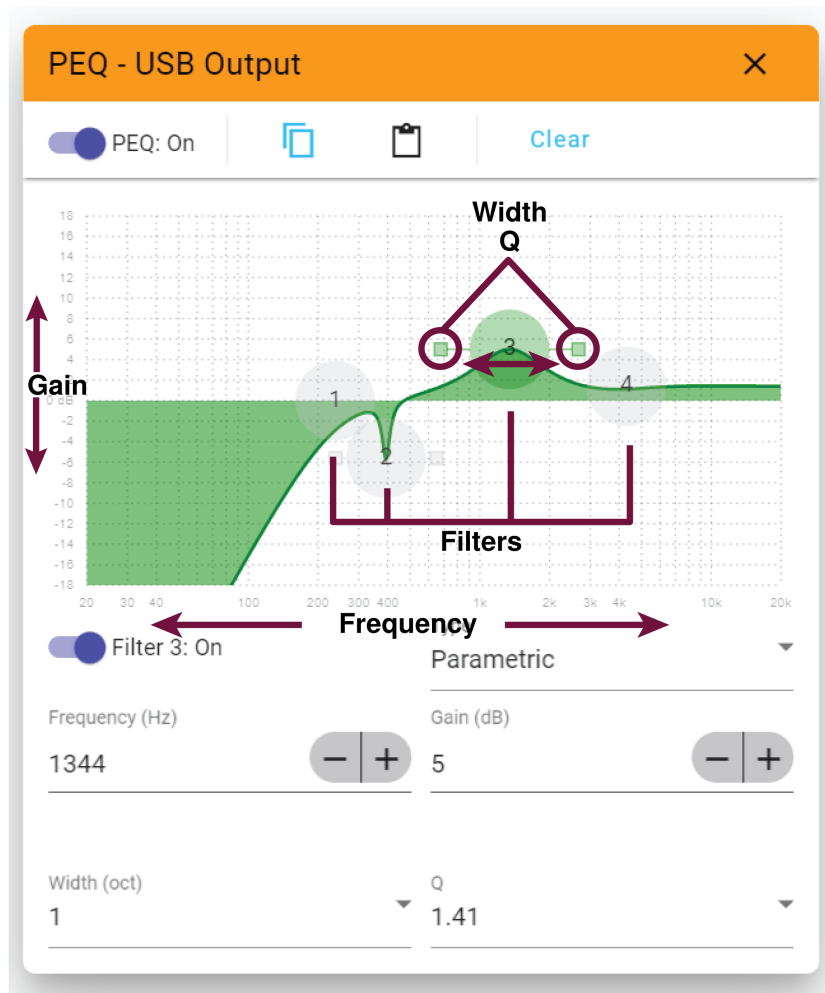 PEQ - USB Output
PEQ: On
Clear
Width
Q
18
16
14
12
10
8
6
4
Gain
0 dB
-2
-4
-6
-8
-10
-12
-14
-16
-18
1
2
3
4
Filters
20 30 40 100 200 300 400 1k 2k 3k 4k 10k 20k
Frequency
Filter 3: On
Parametric
Frequency (Hz)
1344
Gain (dB)
5
Width (oct)
1
Q
1.41